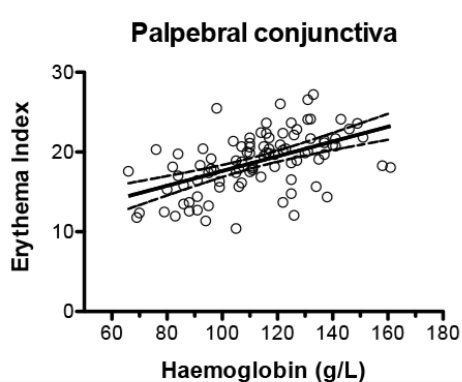 Palpebral conjunctiva
Erythema Index
30
20
10
0
60 80 100 120 140 160 180
Haemoglobin (g/L)